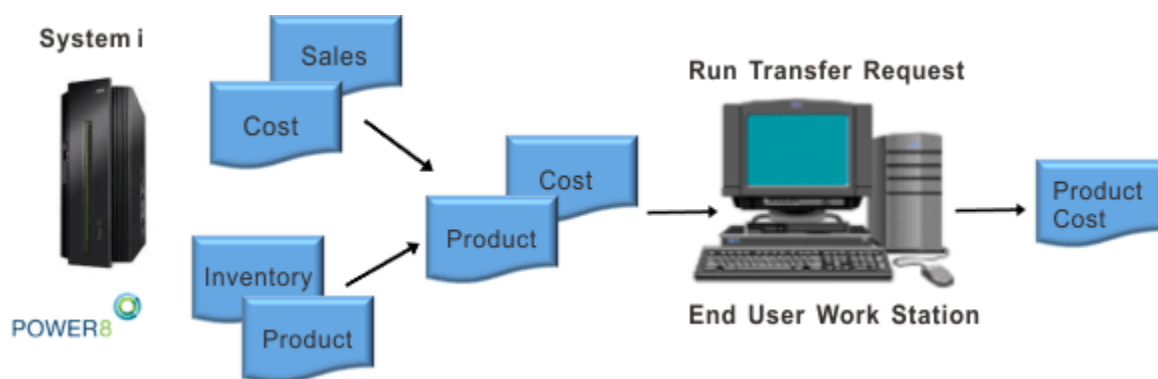 System i
Sales
Cost
Inventory
Product
POWER8
Cost
Product
Run Transfer Request
End User Work Station
Product
Cost